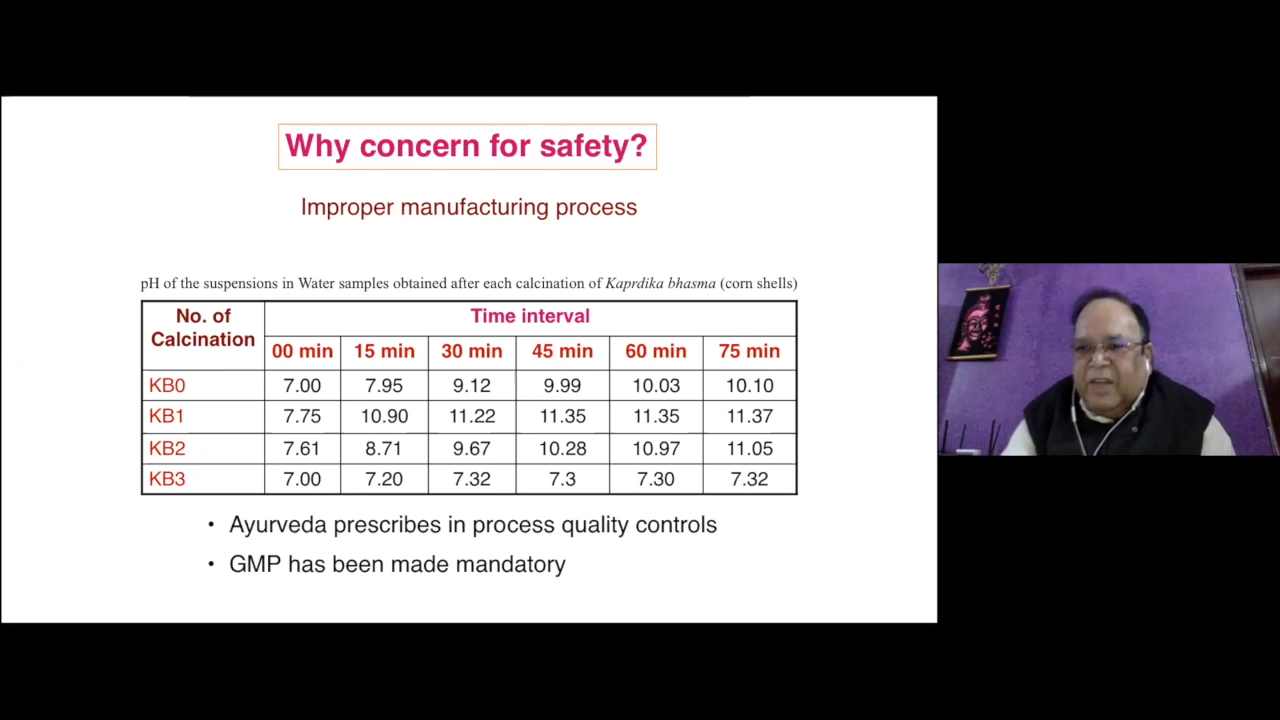 Why concern for safety?
Improper manufacturing process
pH of the suspensions in Water samples obtained after each calcination of Kaprdika bhasma (corn shells)
No. of Calcination Time interval
00 min 15 min 30 min 45 min 60 min 75 min
KB0 7.00 7.95 9.12 9.99 10.03 10.10
KB1 7.75 10.90 11.22 11.35 11.35 11.37
KB2 7.61 8.71 9.67 10.28 10.97 11.05
KB3 7.00 7.20 7.32 7.3 7.30 7.32
• Ayurveda prescribes in process quality controls
• GMP has been made mandatory